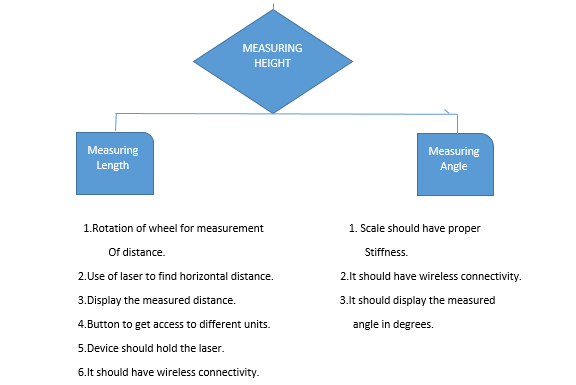 MEASURING
HEIGHT
Measuring
Length
Measuring
Angle
1.Rotation of wheel for measurement
Of distance.
2.Use of laser to find horizontal distance.
3.Display the measured distance.
4.Button to get access to different units.
5.Device should hold the laser.
6.It should have wireless connectivity.
1. Scale should have proper
Stiffness.
2.It should have wireless connectivity.
3.It should display the measured
angle in degrees.